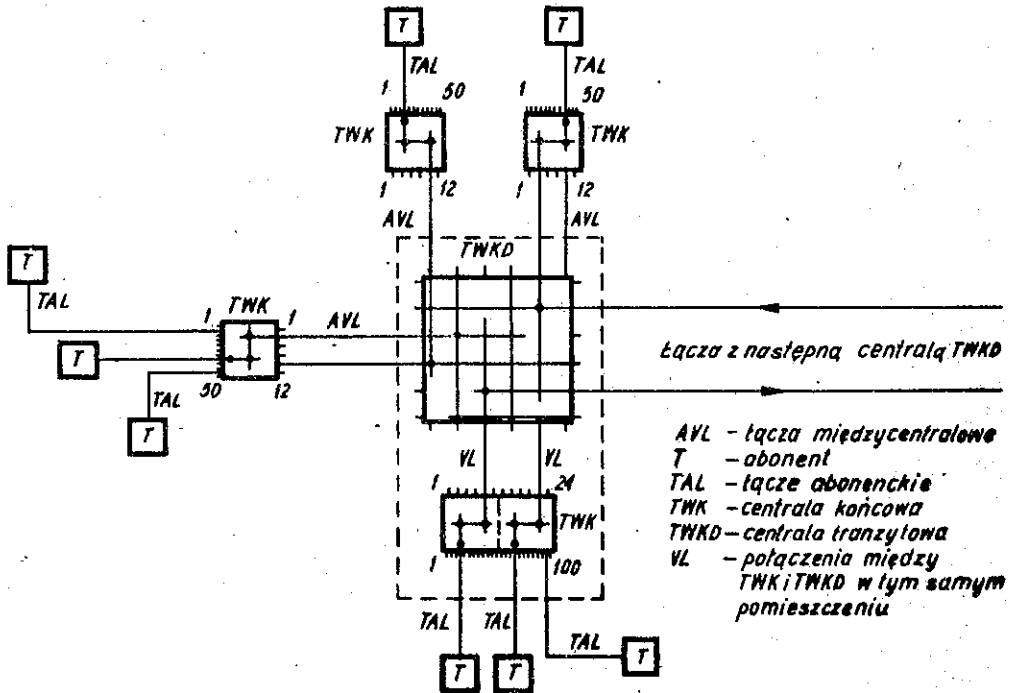 T T
TAL TAL
1 50 1 50
TWK TWK
1 12 1 12
AVL AVL
TWKD
T
TAL TWK
1 1 AVL
T
Łącza z następną centralą TWKD
50 12
TAL
T
VL VL
1 24
TWK
1 100
TAL TAL TAL
T T T
AVL – łącza międzycentralowe
T – abonent
TAL – łącze abonenckie
TWK – centrala końcowa
TWKD – centrala tranzytowa
VL – połączenia między
TWK i TWKD w tym samym
pomieszczeniu